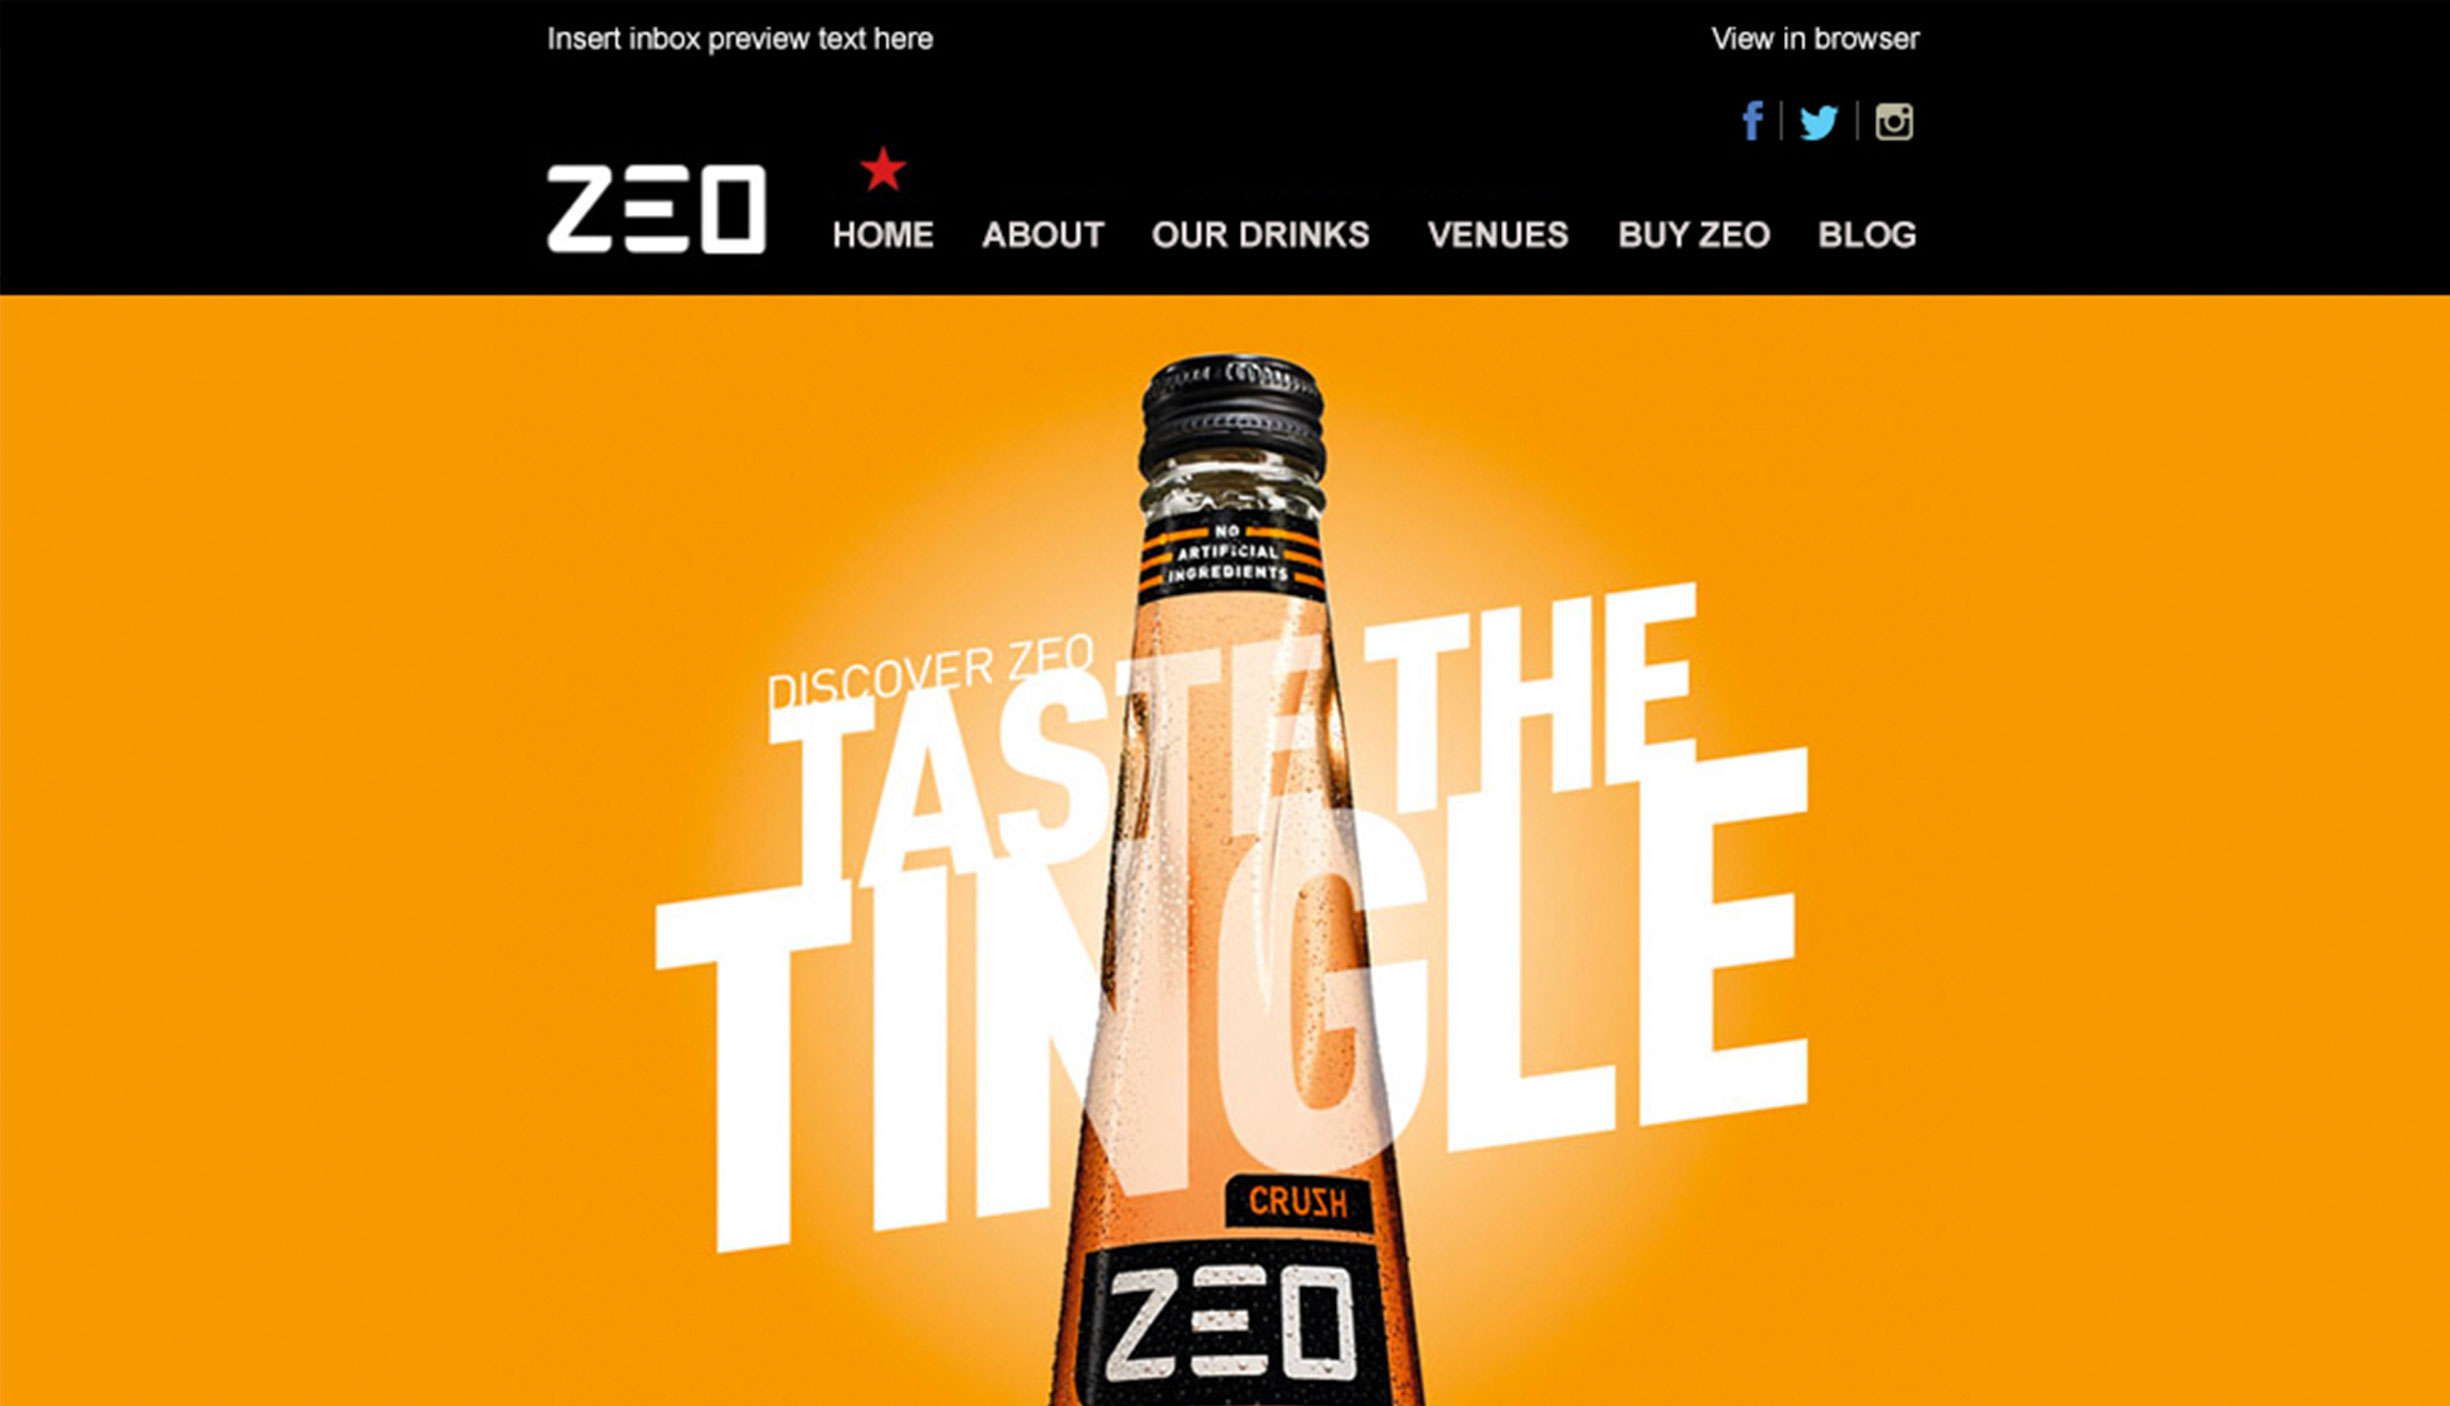 Insert inbox preview text here
View in browser
ZEO
HOME ABOUT OUR DRINKS VENUES BUY ZEO BLOG
NO
ARTIFICIAL
INGREDIENTS
DISCOVER ZEO
TASTE THE
TINGLE
CRUSH
ZEO